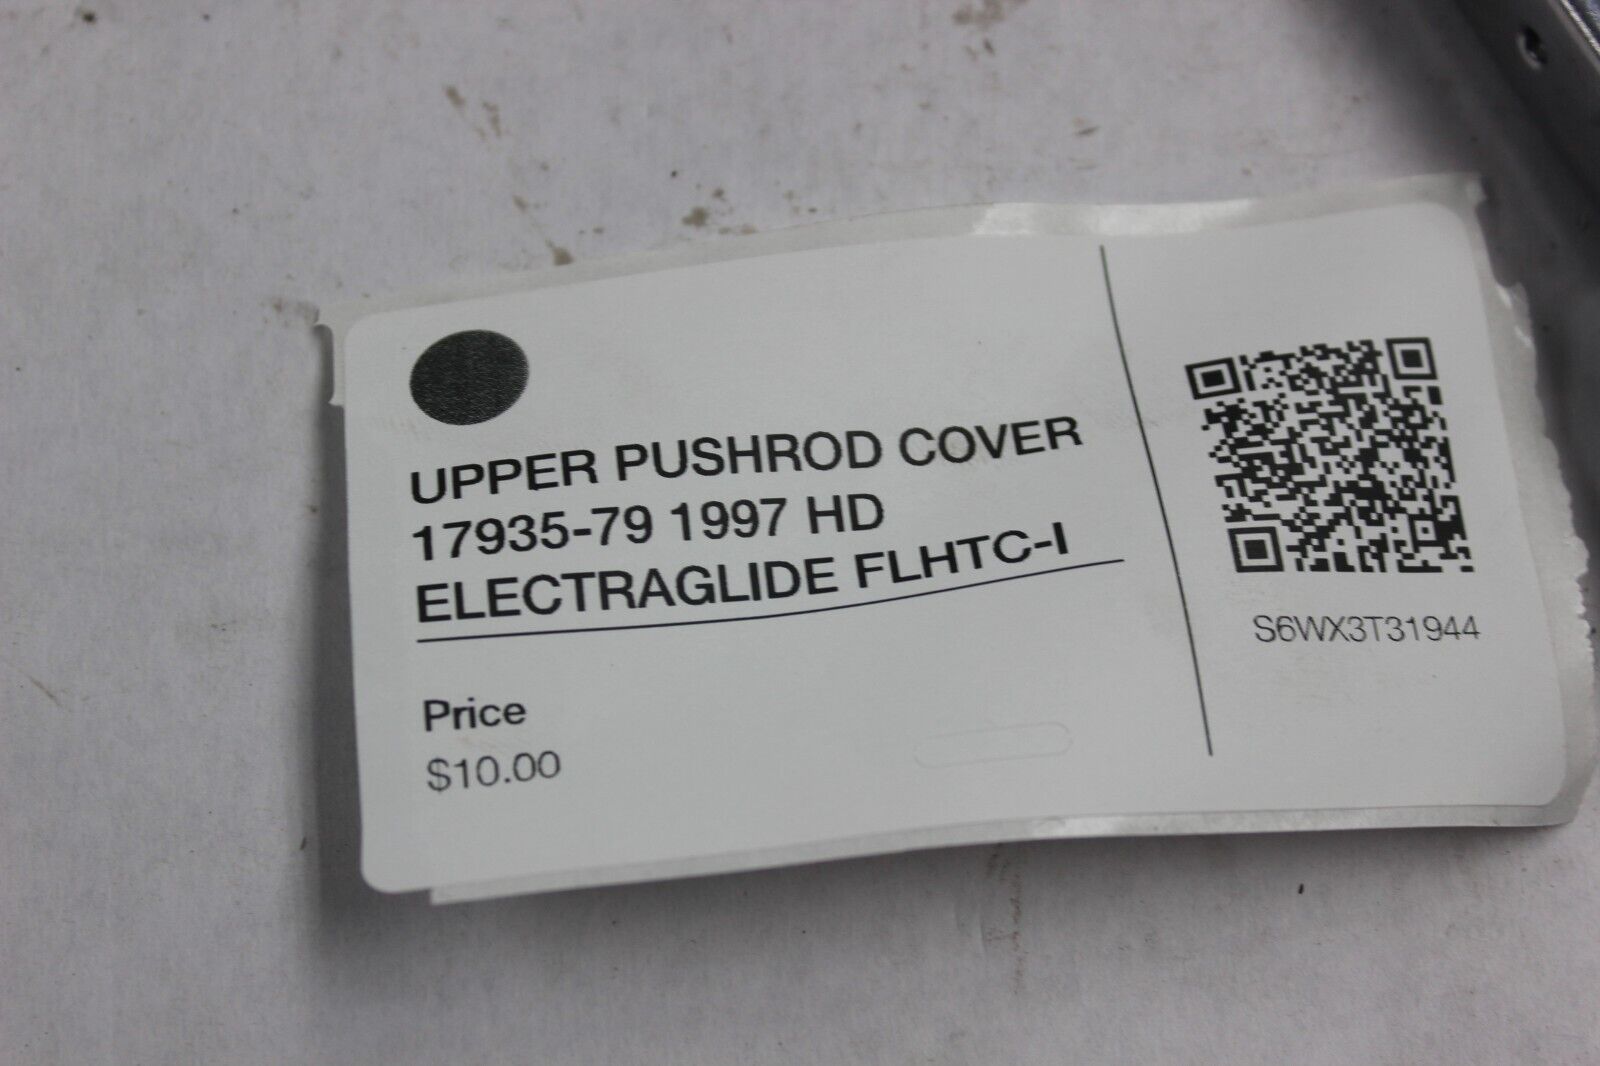 UPPER PUSHROD COVER
17935-79 1997 HD
ELECTRAGLIDE FLHTC-I
Price
$10.00
S6WX3T31944